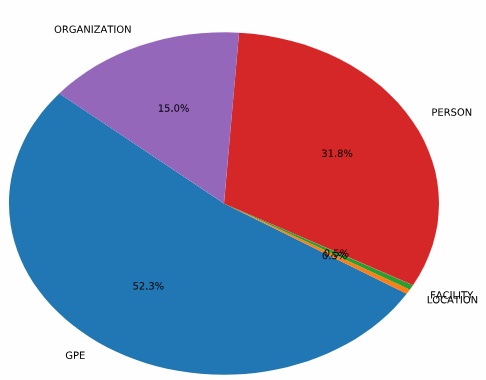 ORGANIZATION
PERSON
15.0%
31.8%
0.5%
0.5%
52.3%
FACILITY
LOCATION
GPE